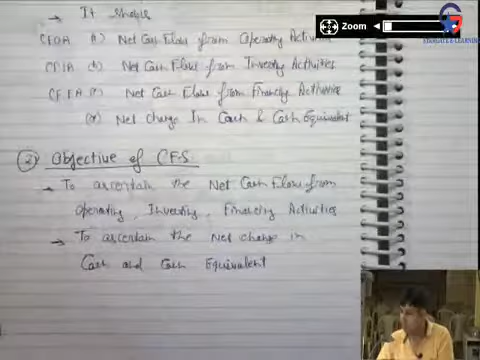 → It shows
CFOA (i) Net Cash Flow from Operating Activities
CFIA (ii) Net Cash Flow from Investing Activities
CFFA (iii) Net Cash Flow from Financing Activities
(iv) Net change in Cash & Cash Equivalent
② Objective of C.F.S.
→ To ascertain the Net Cash Flow from
Operating, Investing, Financing Activities
→ To ascertain the Net change in
Cash and Cash Equivalent
Zoom
EDUGATE E LEARNIN